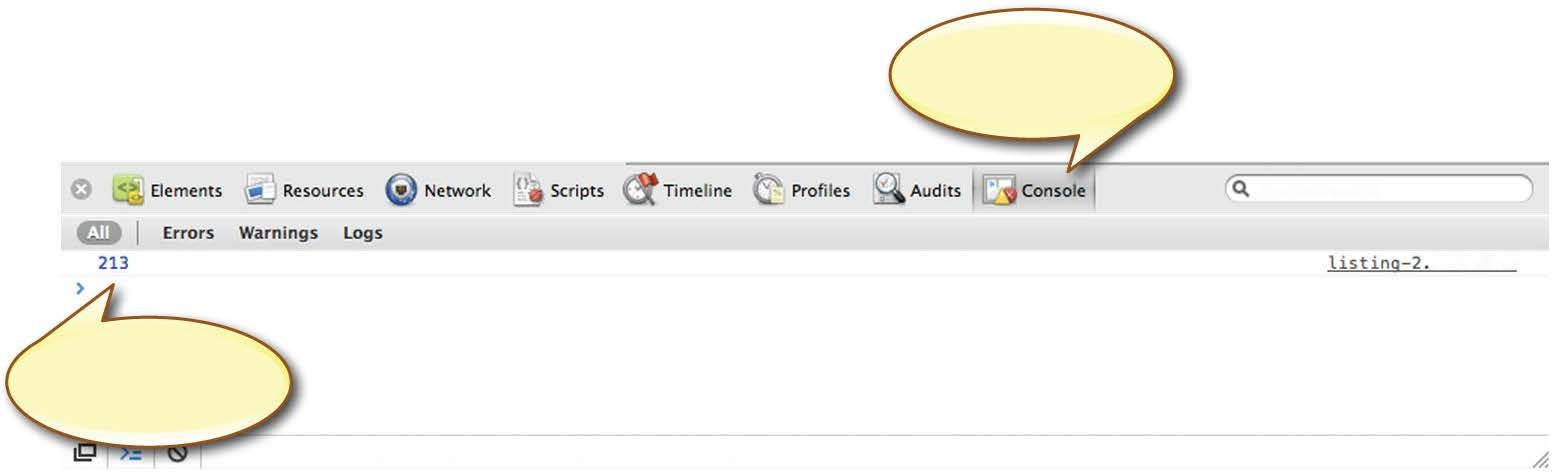 Elements Resources Network Scripts Timeline Profiles Audits Console
All Errors Warnings Logs
213 listing-2.